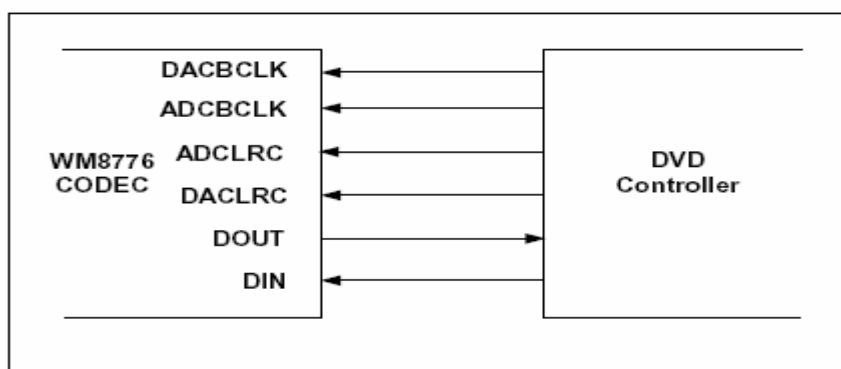 DACBCLK
ADCBCLK
ADCLRC
DACLRC
DOUT
DIN
WM8776
CODEC
DVD
Controller